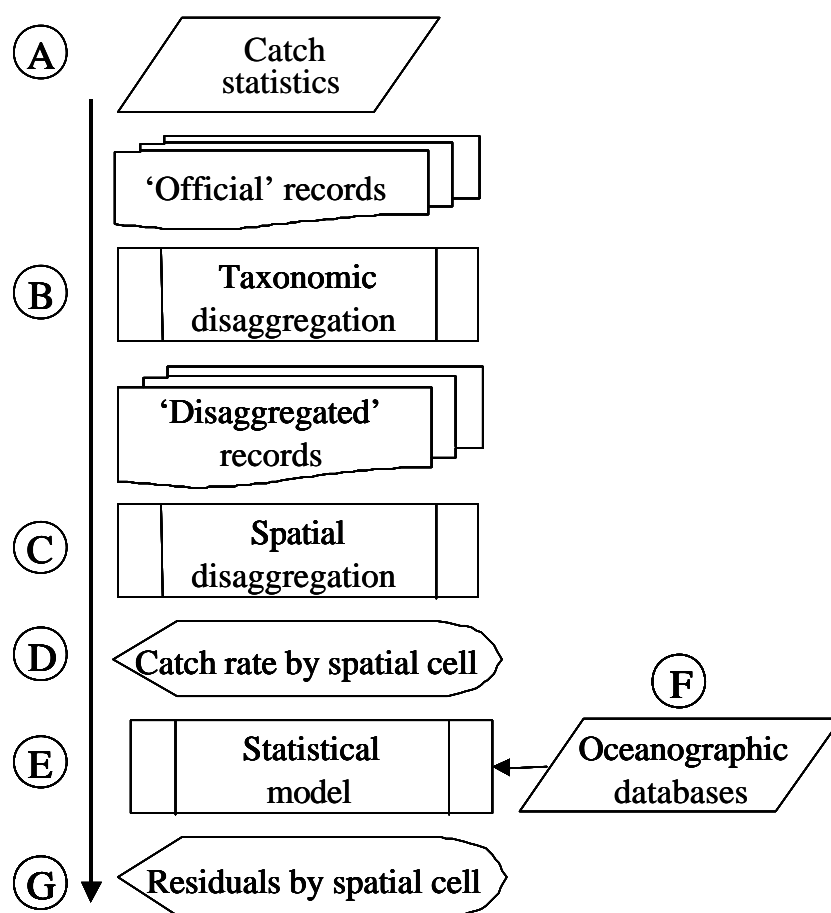 A
Catch
statistics
‘Official’ records
B
Taxonomic
disaggregation
‘Disaggregated’
records
C
Spatial
disaggregation
D
Catch rate by spatial cell
F
E
Statistical
model
Oceanographic
databases
G
Residuals by spatial cell